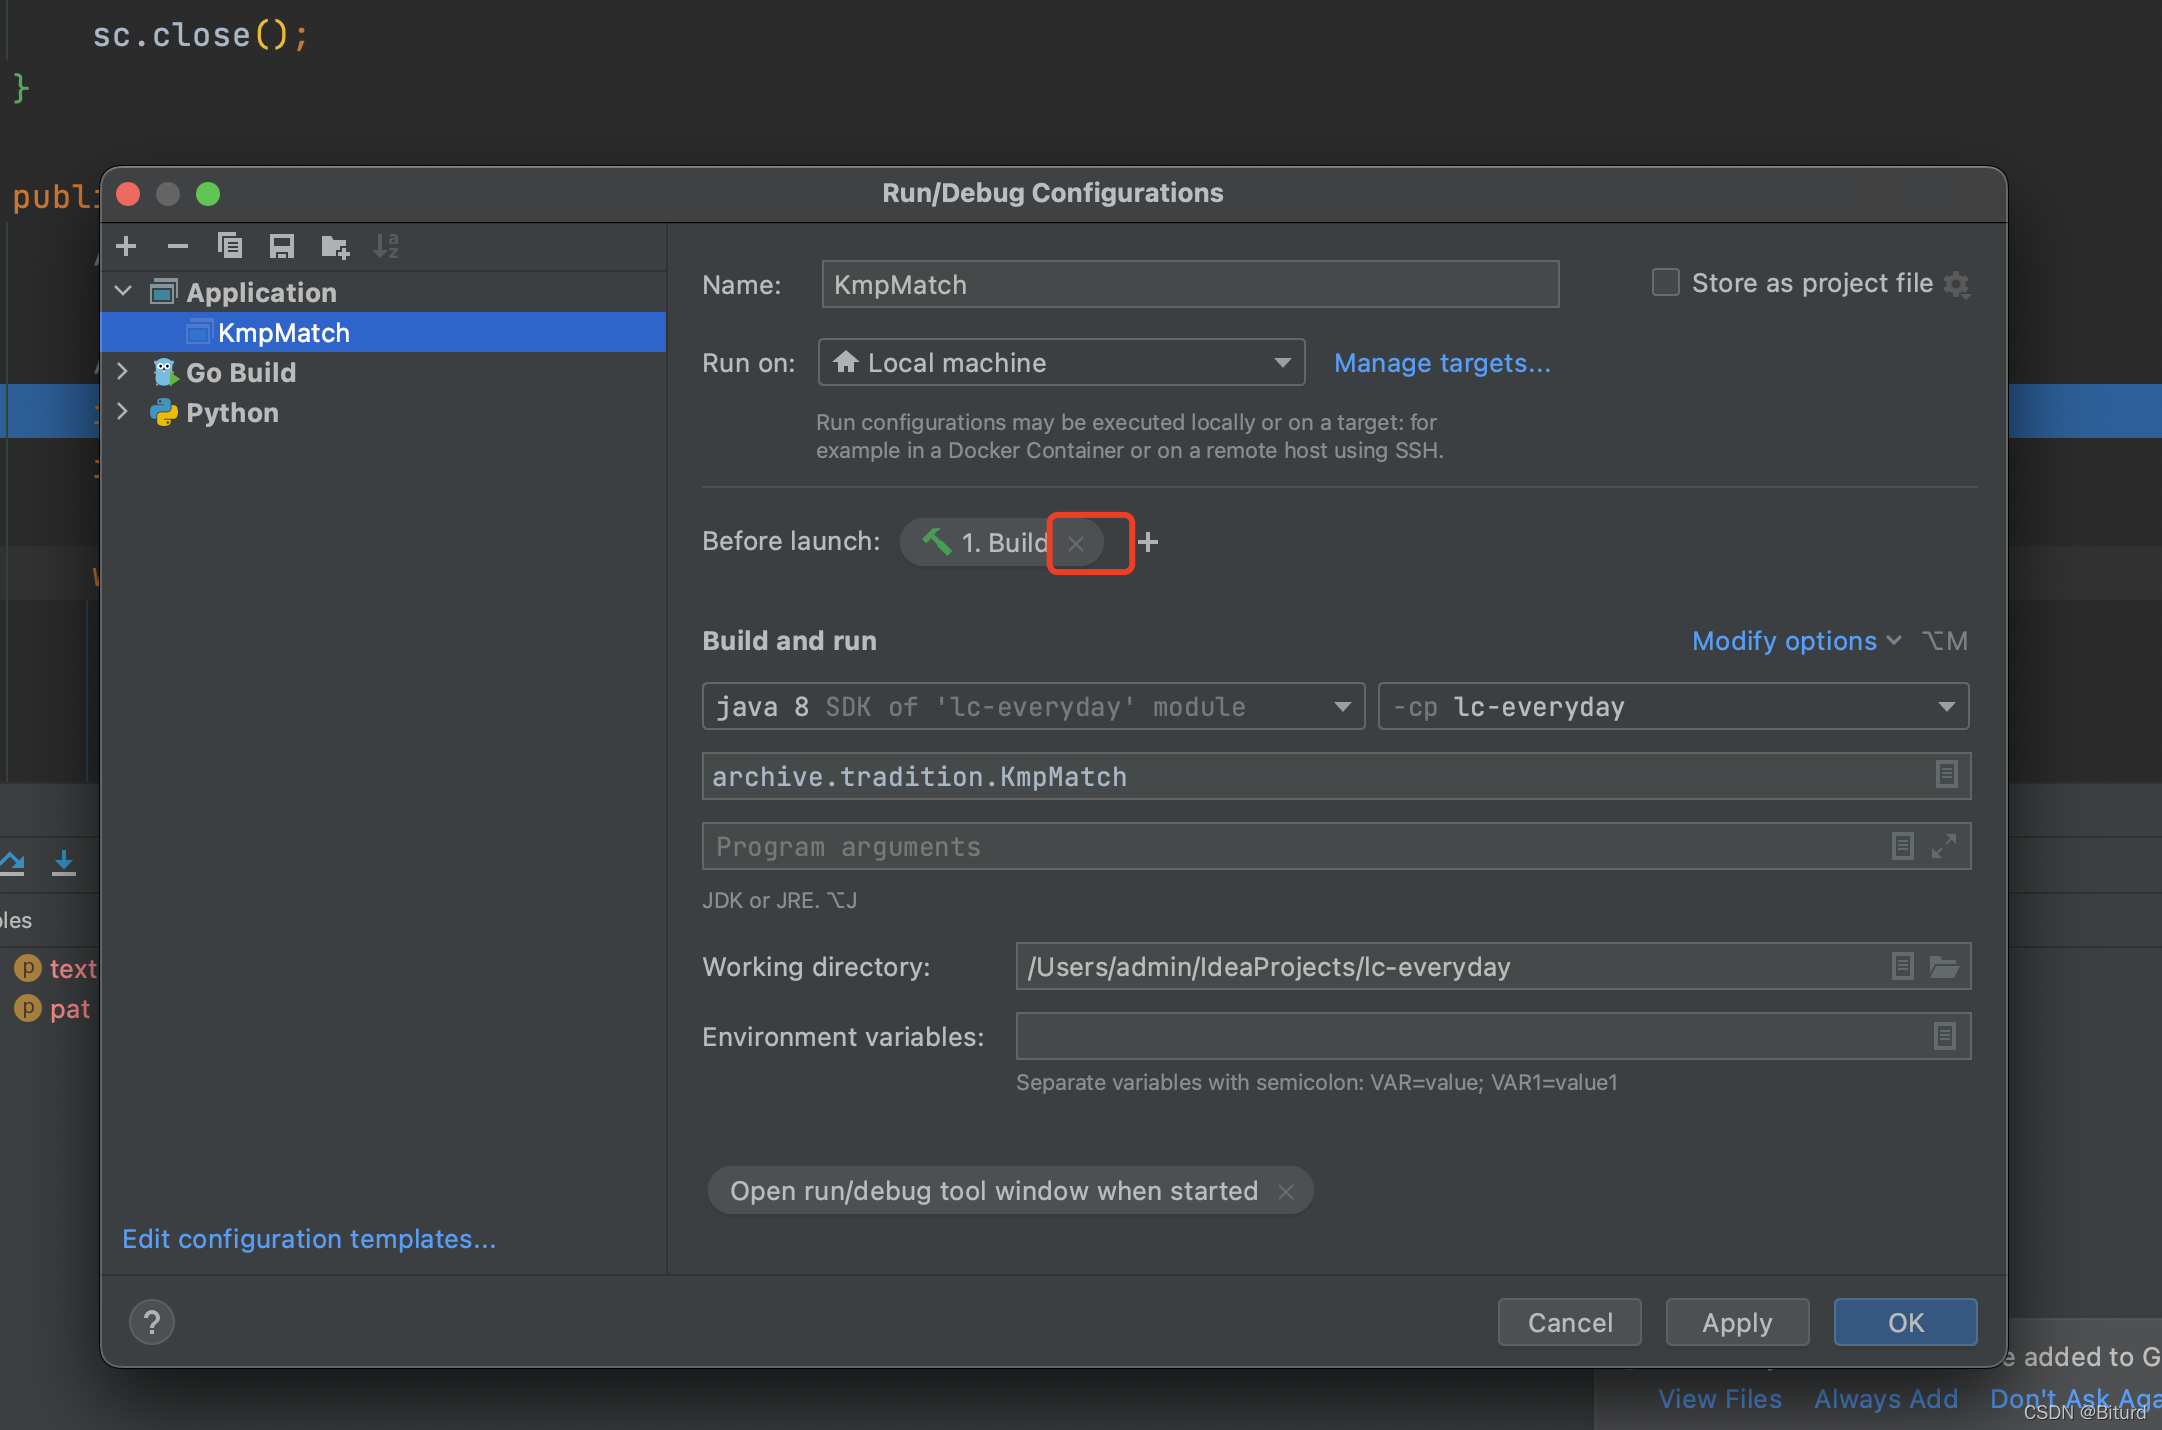 sc.close();
}
Run/Debug Configurations
Application
KmpMatch
Go Build
Python
Name: KmpMatch
Store as project file
Run on: Local machine
Manage targets...
Run configurations may be executed locally or on a target: for
example in a Docker Container or on a remote host using SSH.
Before launch: 1. Build
Build and run
Modify options ⌥M
java 8 SDK of 'lc-everyday' module
-cp lc-everyday
archive.tradition.KmpMatch
Program arguments
JDK or JRE. ⌥J
text
pat
Working directory: /Users/admin/IdeaProjects/lc-everyday
Environment variables:
Separate variables with semicolon: VAR=value; VAR1=value1
Open run/debug tool window when started
Edit configuration templates...
?
Cancel
Apply
OK
added to G
View Files Always Add Don't Ask Aga
CSDN @Biturd